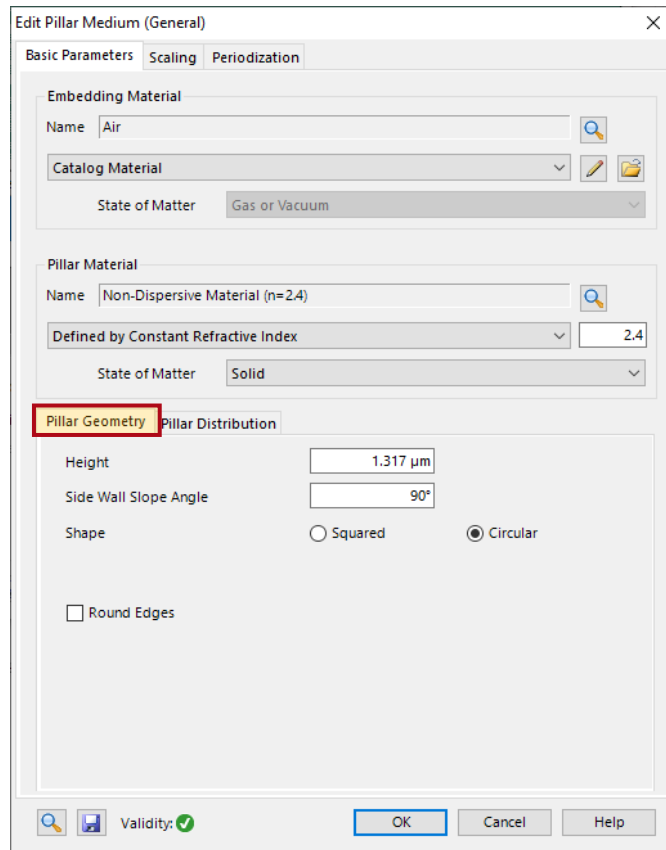 Edit Pillar Medium (General)
Basic Parameters Scaling Periodization
Embedding Material
Name Air
Catalog Material
State of Matter Gas or Vacuum
Pillar Material
Name Non-Dispersive Material (n=2.4)
Defined by Constant Refractive Index 2.4
State of Matter Solid
Pillar Geometry Pillar Distribution
Height 1.317 µm
Side Wall Slope Angle 90°
Shape Squared Circular
Round Edges
Validity: OK Cancel Help